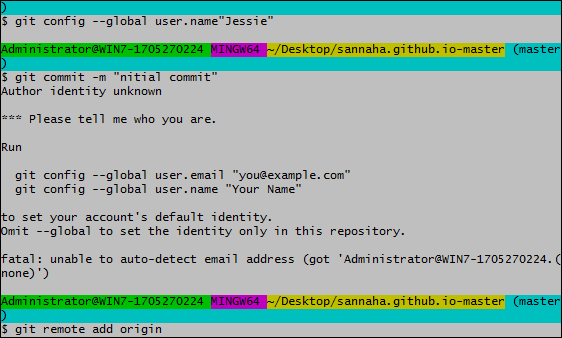 )
$ git config --global user.name"Jessie"
Administrator@WIN7-1705270224 MINGW64 ~/Desktop/sannaha.github.io-master (master
)
$ git commit -m "nitial commit"
Author identity unknown
*** Please tell me who you are.
Run
git config --global user.email "you@example.com"
git config --global user.name "Your Name"
to set your account's default identity.
Omit --global to set the identity only in this repository.
fatal: unable to auto-detect email address (got 'Administrator@WIN7-1705270224.(
none)')
Administrator@WIN7-1705270224 MINGW64 ~/Desktop/sannaha.github.io-master (master
)
$ git remote add origin